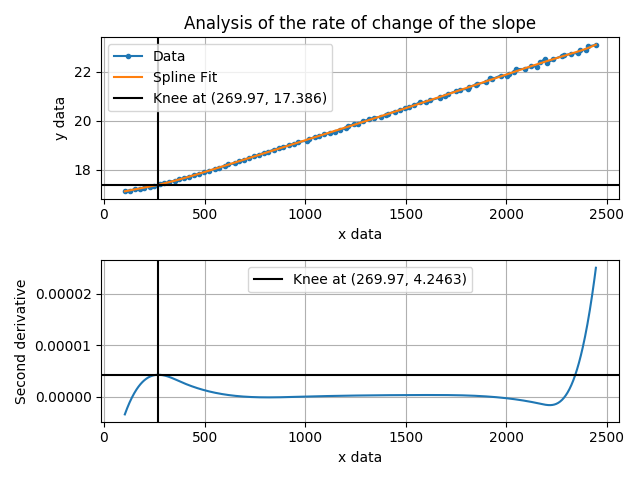 Analysis of the rate of change of the slope
Data
Spline Fit
Knee at (269.97, 17.386)
y data
22
20
18
0 500 1000 1500 2000 2500
x data
Knee at (269.97, 4.2463)
Second derivative
0.00002
0.00001
0.00000
0 500 1000 1500 2000 2500
x data